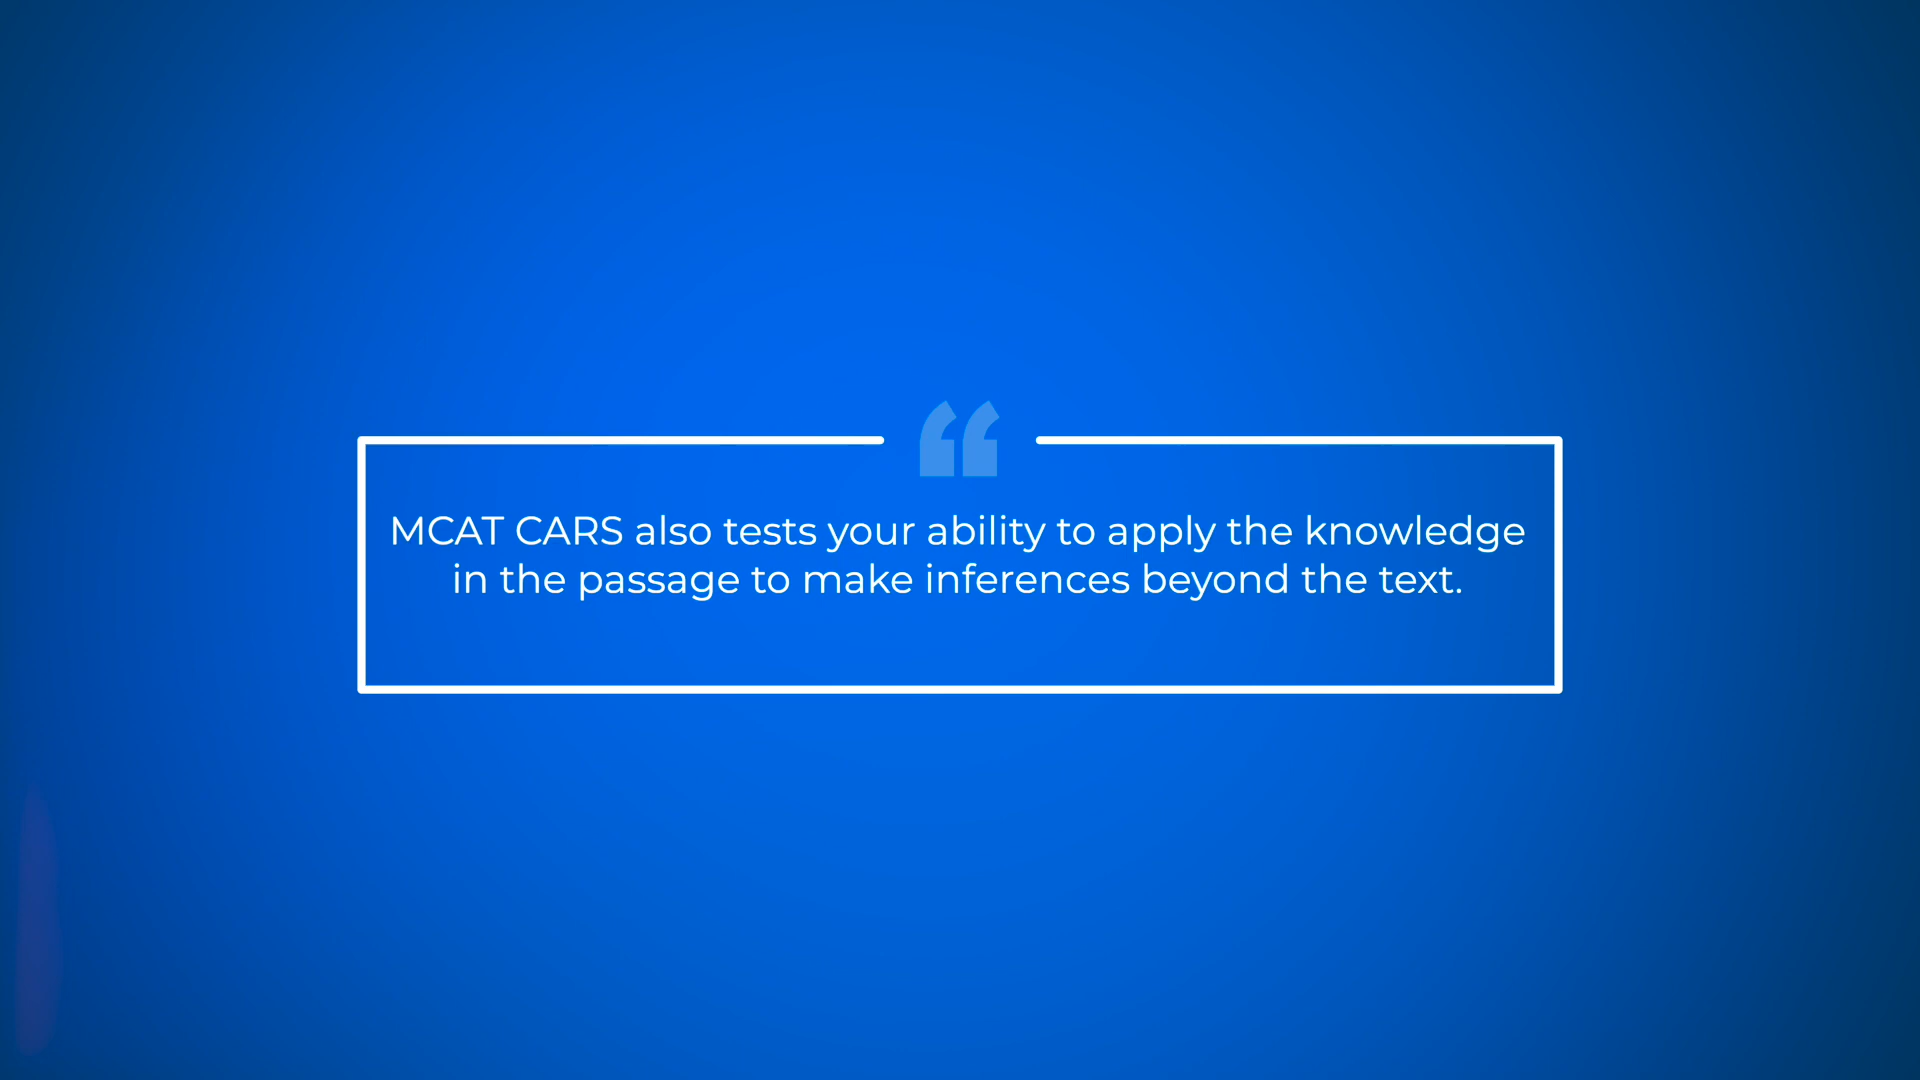 “
MCAT CARS also tests your ability to apply the knowledge
in the passage to make inferences beyond the text.